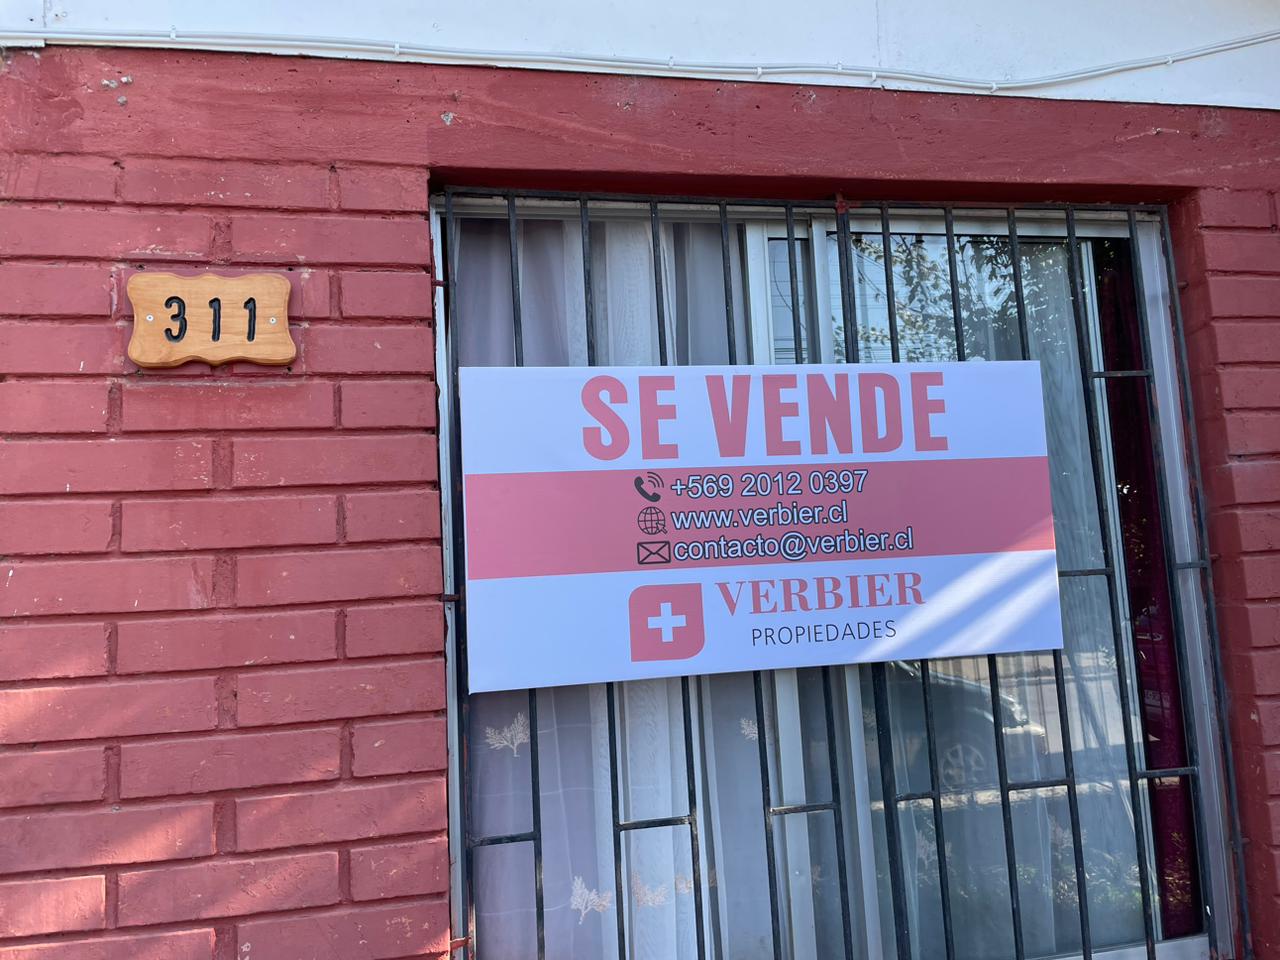 311
SE VENDE
+569 2012 0397
www.verbier.cl
contacto@verbier.cl
VERBIER
PROPIEDADES